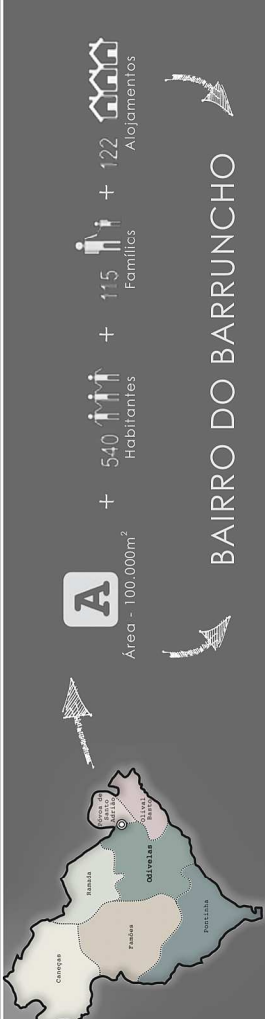 Caneças
Ramada
Póvoa de
Santo
Adrião
Olival
Basto
Odivelas
Famões
Pontinha
A
Área - 100.000m²
+
540
Habitantes
+
115
Famílics
+
122
Alojamentos
BAIRRO DO BARRUNCHO